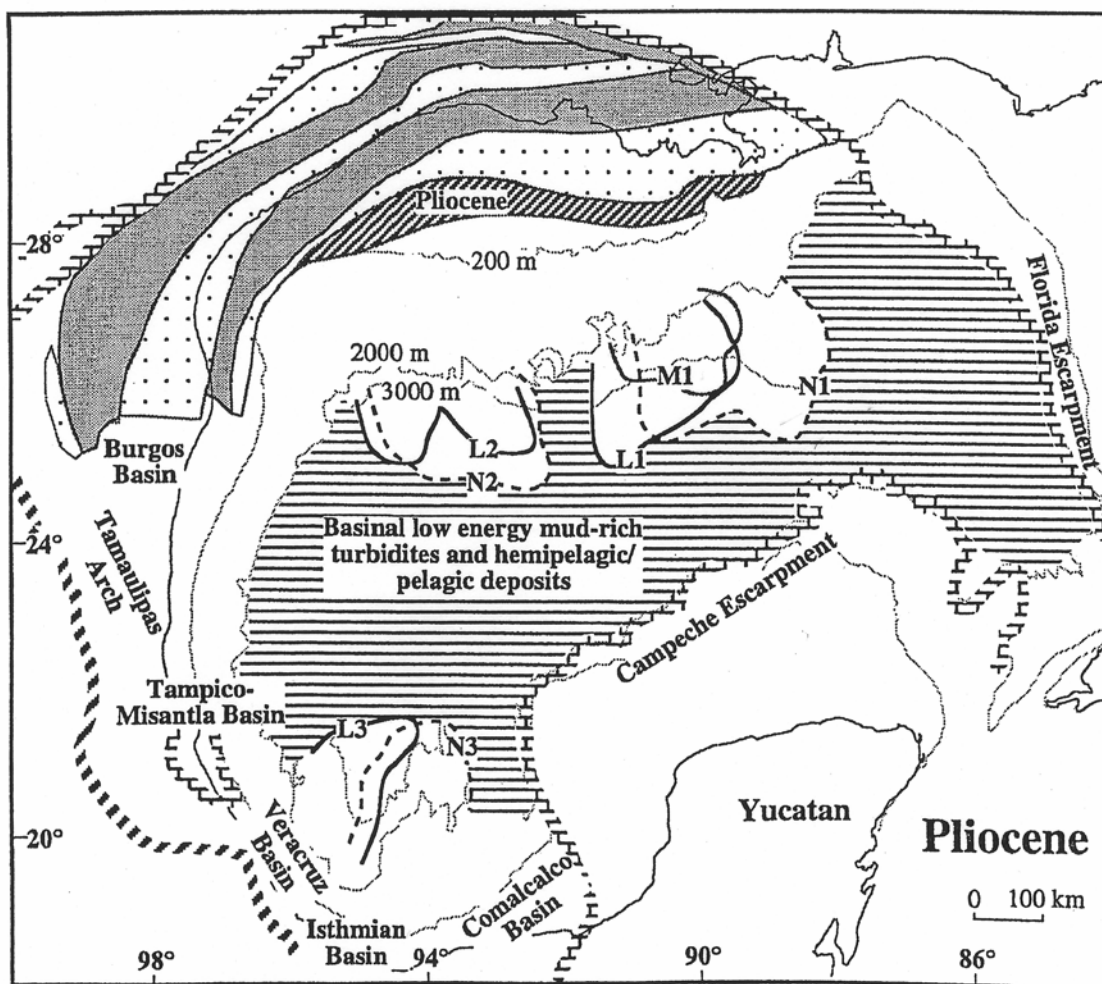 Pliocene
28°
200 m
Florida Escarpment
2000 m
3000 m
M1
N1
L2
L1
N2
Burgos
Basin
Tamaulipas
Arch
24°
Basinal low energy mud-rich
turbidites and hemipelagic/
pelagic deposits
Campeche Escarpment
Tampico-
Misantla Basin
L3
N3
Veracruz
Basin
20°
Yucatan
Pliocene
0 100 km
Comalcalco
Basin
Isthmian
Basin
98°
94°
90°
86°